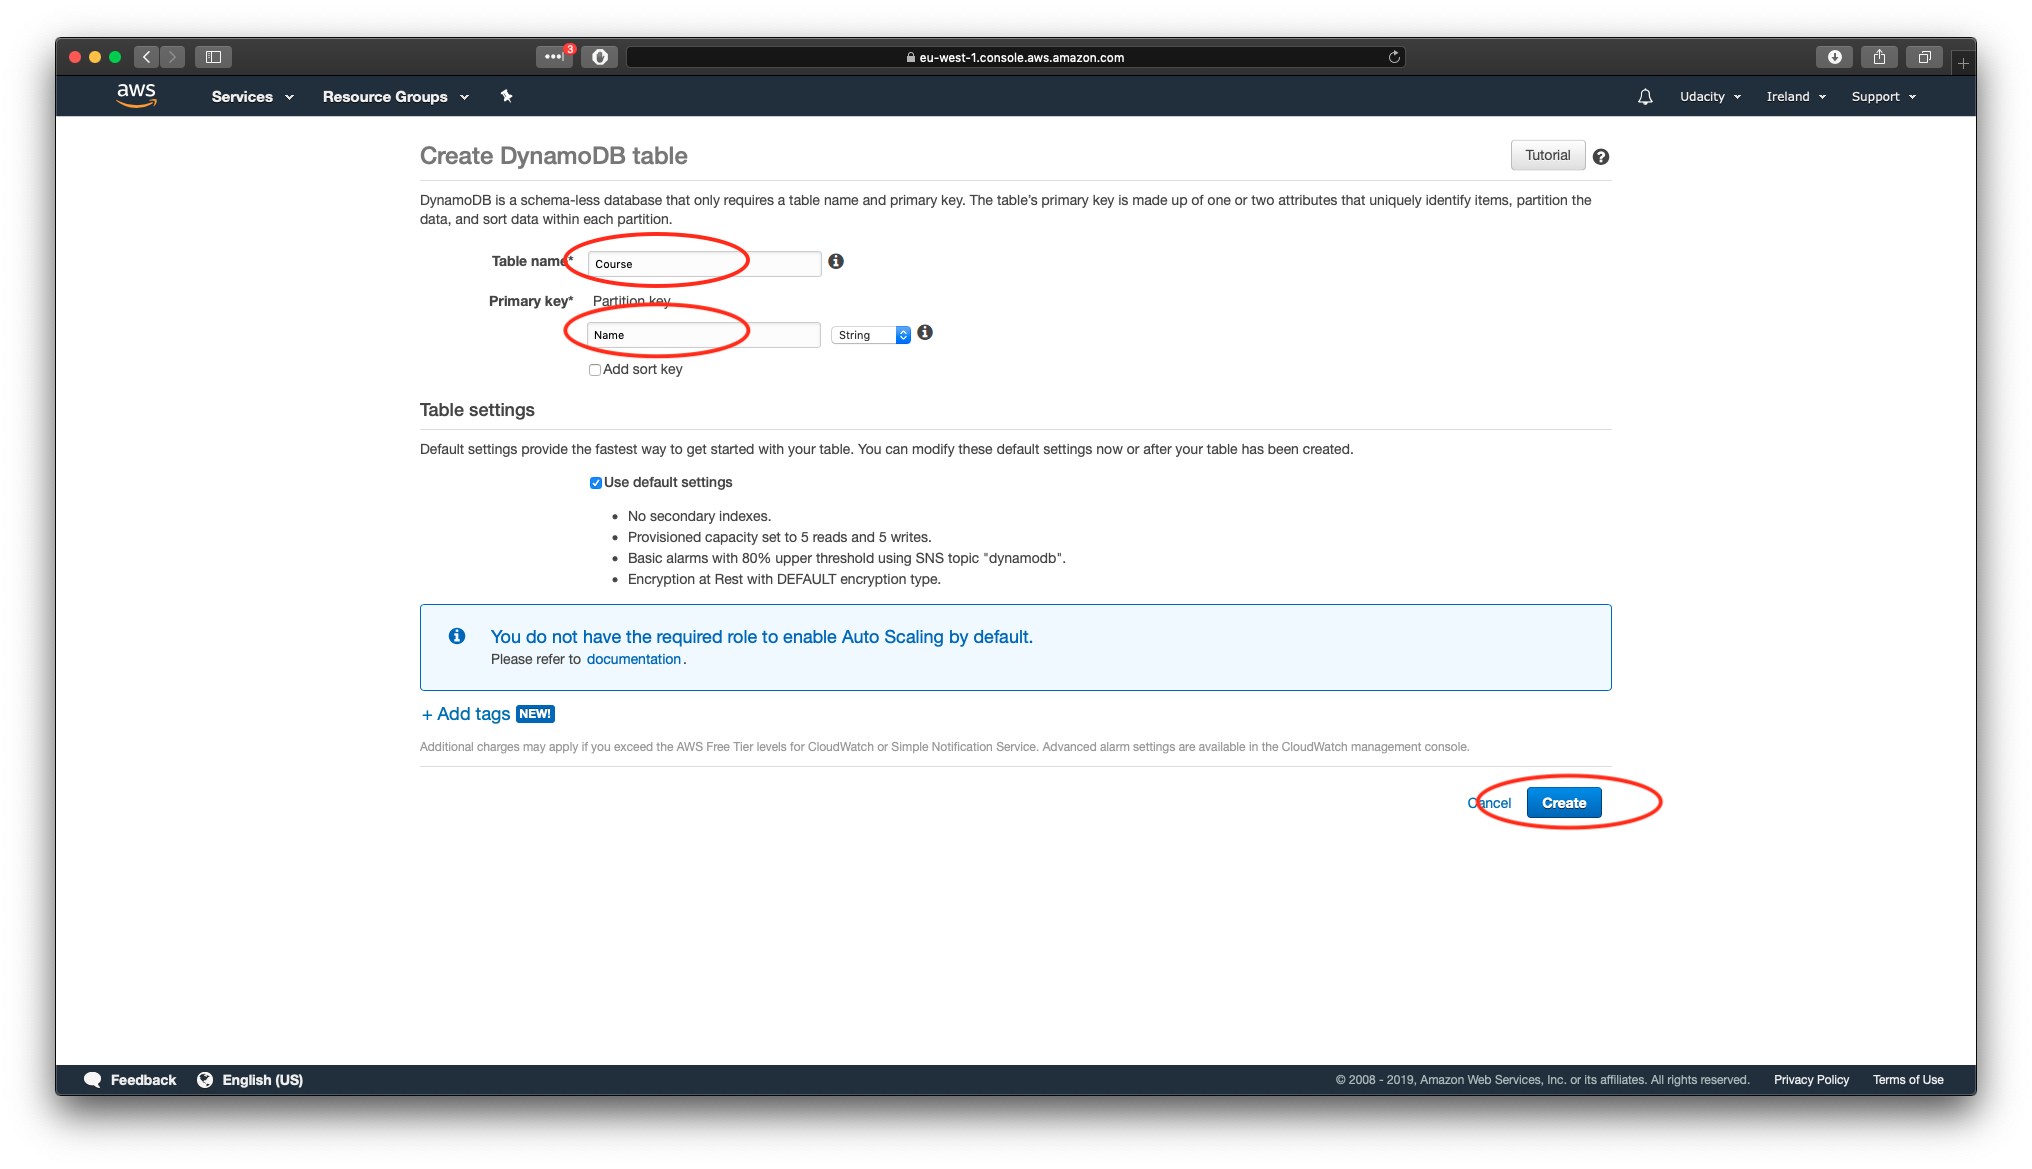 3
eu-west-1.console.aws.amazon.com
aws
Services
Resource Groups
Udacity
Ireland
Support
Create DynamoDB table
Tutorial
DynamoDB is a schema-less database that only requires a table name and primary key. The table's primary key is made up of one or two attributes that uniquely identify items, partition the
data, and sort data within each partition.
Table name*
Course
Primary key*
Partition key
Name
String
Add sort key
Table settings
Default settings provide the fastest way to get started with your table. You can modify these default settings now or after your table has been created.
Use default settings
No secondary indexes.
Provisioned capacity set to 5 reads and 5 writes.
Basic alarms with 80% upper threshold using SNS topic "dynamodb".
Encryption at Rest with DEFAULT encryption type.
You do not have the required role to enable Auto Scaling by default.
Please refer to documentation.
+ Add tags NEW!
Additional charges may apply if you exceed the AWS Free Tier levels for CloudWatch or Simple Notification Service. Advanced alarm settings are available in the CloudWatch management console.
Cancel
Create
Feedback
English (US)
© 2008 - 2019, Amazon Web Services, Inc. or its affiliates. All rights reserved.
Privacy Policy
Terms of Use